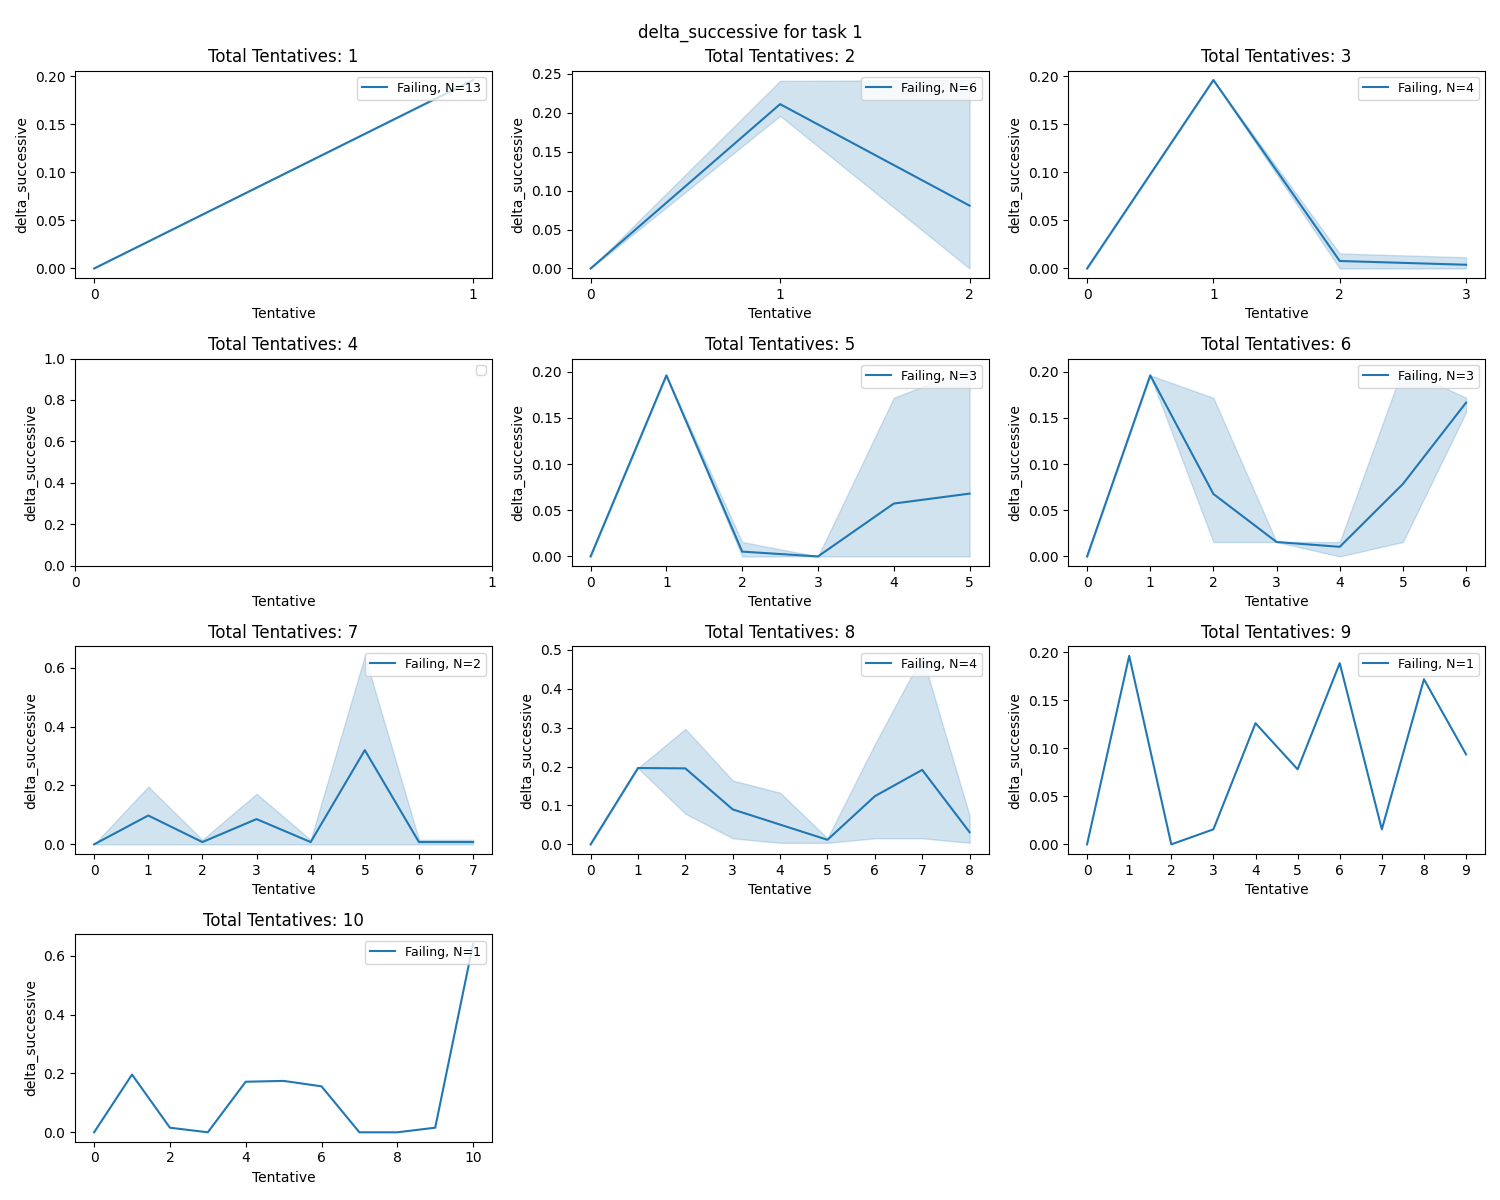 delta_successive for task 1
Total Tentatives: 1
Total Tentatives: 2
Total Tentatives: 3
0.20
0.15
0.10
0.05
0.00
delta_successive
Failing, N=13
0 1
Tentative
0.25
0.20
0.15
0.10
0.05
0.00
delta_successive
Failing, N=6
0 1 2
Tentative
0.20
0.15
0.10
0.05
0.00
delta_successive
Failing, N=4
0 1 2 3
Tentative
Total Tentatives: 4
Total Tentatives: 5
Total Tentatives: 6
1.0
0.8
0.6
0.4
0.2
0.0
delta_successive
0 1
Tentative
0.20
0.15
0.10
0.05
0.00
delta_successive
Failing, N=3
0 1 2 3 4 5
Tentative
0.20
0.15
0.10
0.05
0.00
delta_successive
Failing, N=3
0 1 2 3 4 5 6
Tentative
Total Tentatives: 7
Total Tentatives: 8
Total Tentatives: 9
0.6
0.4
0.2
0.0
delta_successive
Failing, N=2
0 1 2 3 4 5 6 7
Tentative
0.5
0.4
0.3
0.2
0.1
0.0
delta_successive
Failing, N=4
0 1 2 3 4 5 6 7 8
Tentative
0.20
0.15
0.10
0.05
0.00
delta_successive
Failing, N=1
0 1 2 3 4 5 6 7 8 9
Tentative
Total Tentatives: 10
0.6
0.4
0.2
0.0
delta_successive
Failing, N=1
0 2 4 6 8 10
Tentative